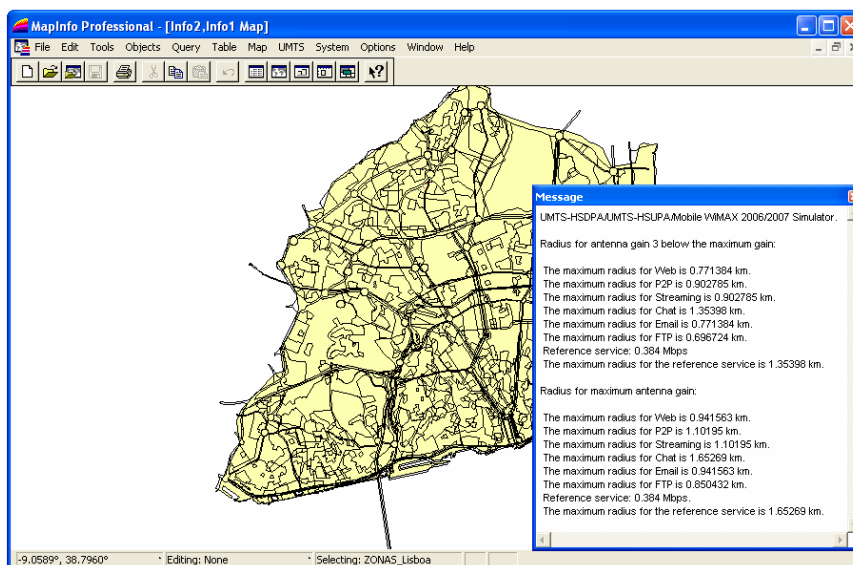 MapInfo Professional - [Info2,Info1 Map]
File Edit Tools Objects Query Table Map UMTS System Options Window Help
Message
UMTS-HSDPA/UMTS-HSUPA/Mobile WiMAX 2006/2007 Simulator.
Radius for antenna gain 3 below the maximum gain:
The maximum radius for Web is 0.771384 km.
The maximum radius for P2P is 0.902785 km.
The maximum radius for Streaming is 0.902785 km.
The maximum radius for Chat is 1.35398 km.
The maximum radius for Email is 0.771384 km.
The maximum radius for FTP is 0.696724 km.
Reference service: 0.384 Mbps
The maximum radius for the reference service is 1.35398 km.
Radius for maximum antenna gain:
The maximum radius for Web is 0.941563 km.
The maximum radius for P2P is 1.10195 km.
The maximum radius for Streaming is 1.10195 km.
The maximum radius for Chat is 1.65269 km.
The maximum radius for Email is 0.941563 km.
The maximum radius for FTP is 0.850432 km.
Reference service: 0.384 Mbps.
The maximum radius for the reference service is 1.65269 km.
-9.0589°, 38.7960° Editing: None Selecting: ZONAS_Lisboa